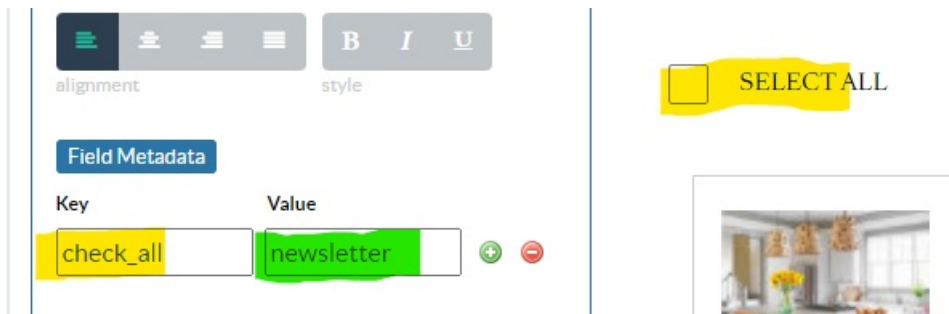 B I U
alignment style
SELECT ALL
Field Metadata
Key Value
check_all newsletter